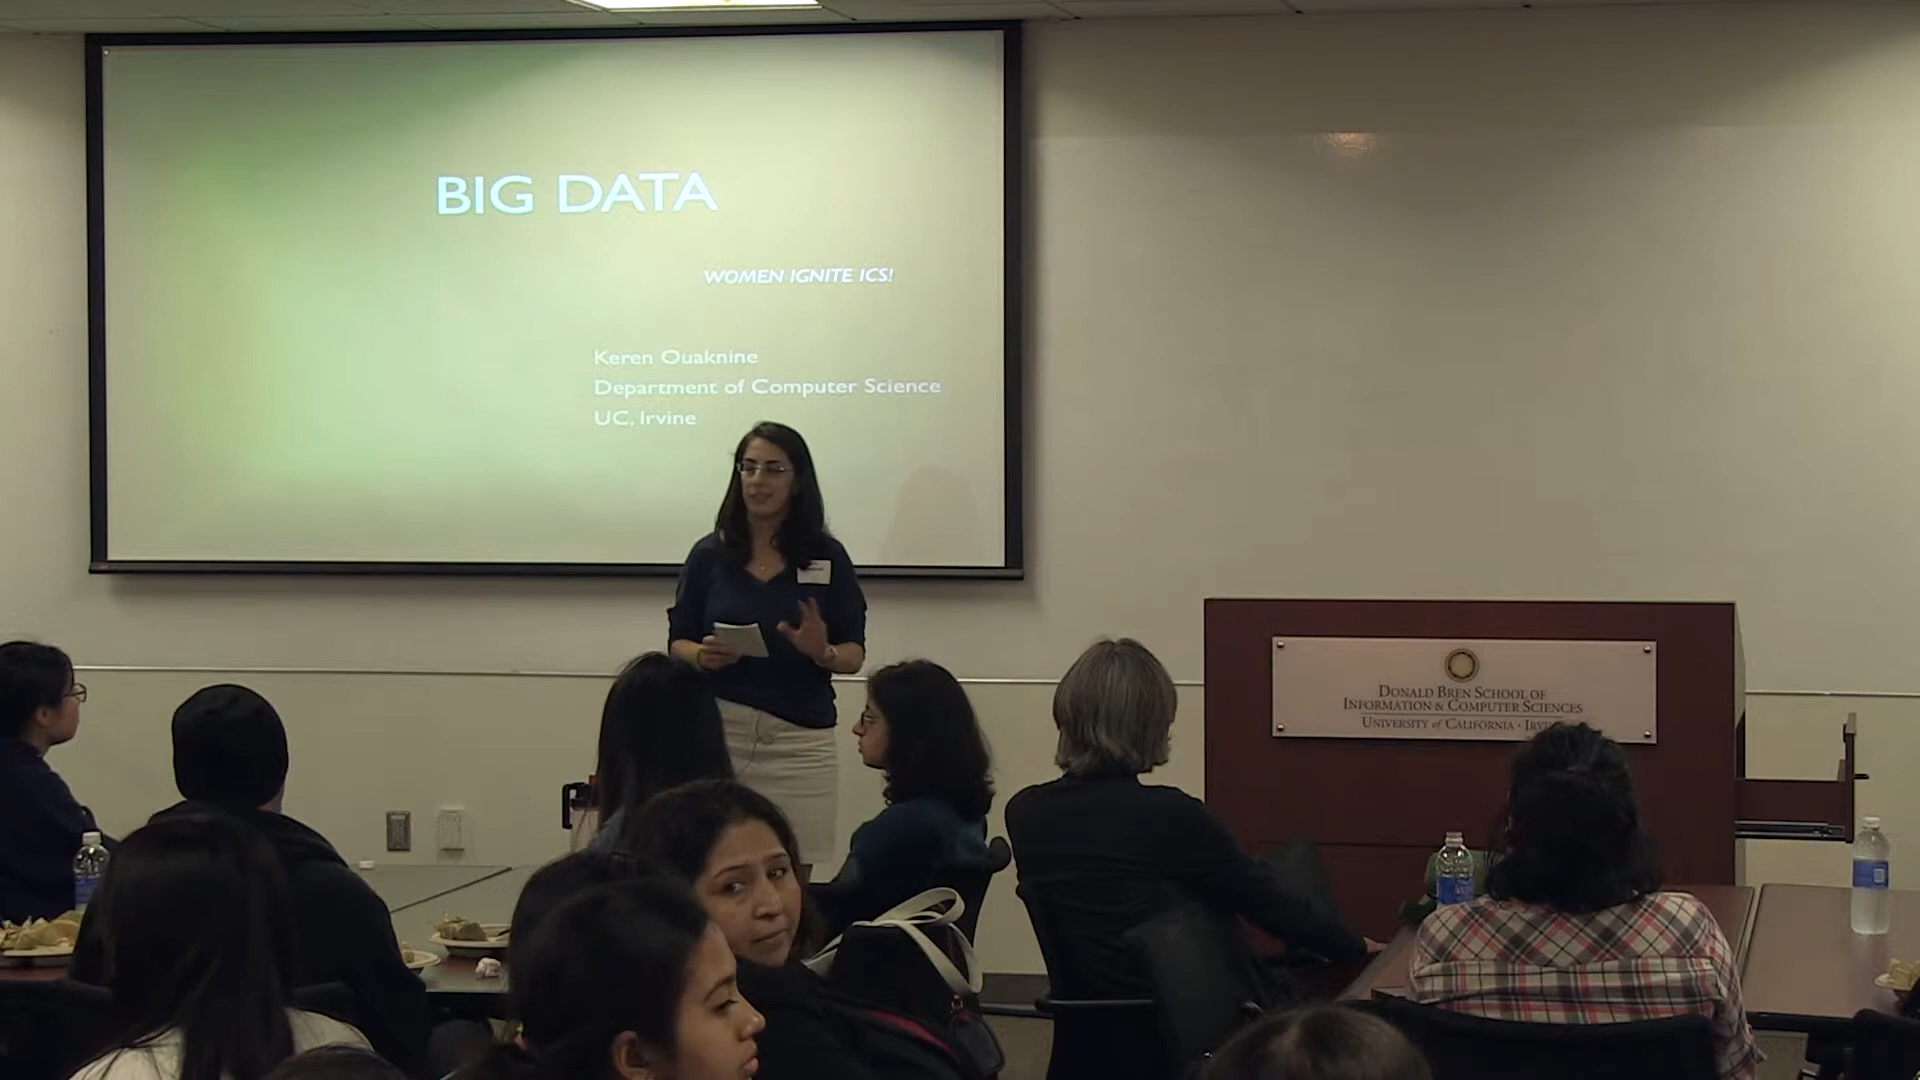 BIG DATA
WOMEN IGNITE ICS!
Keren Ouaknine
Department of Computer Science
UC, Irvine
DONALD BREN SCHOOL OF
INFORMATION & COMPUTER SCIENCES
UNIVERSITY of CALIFORNIA •